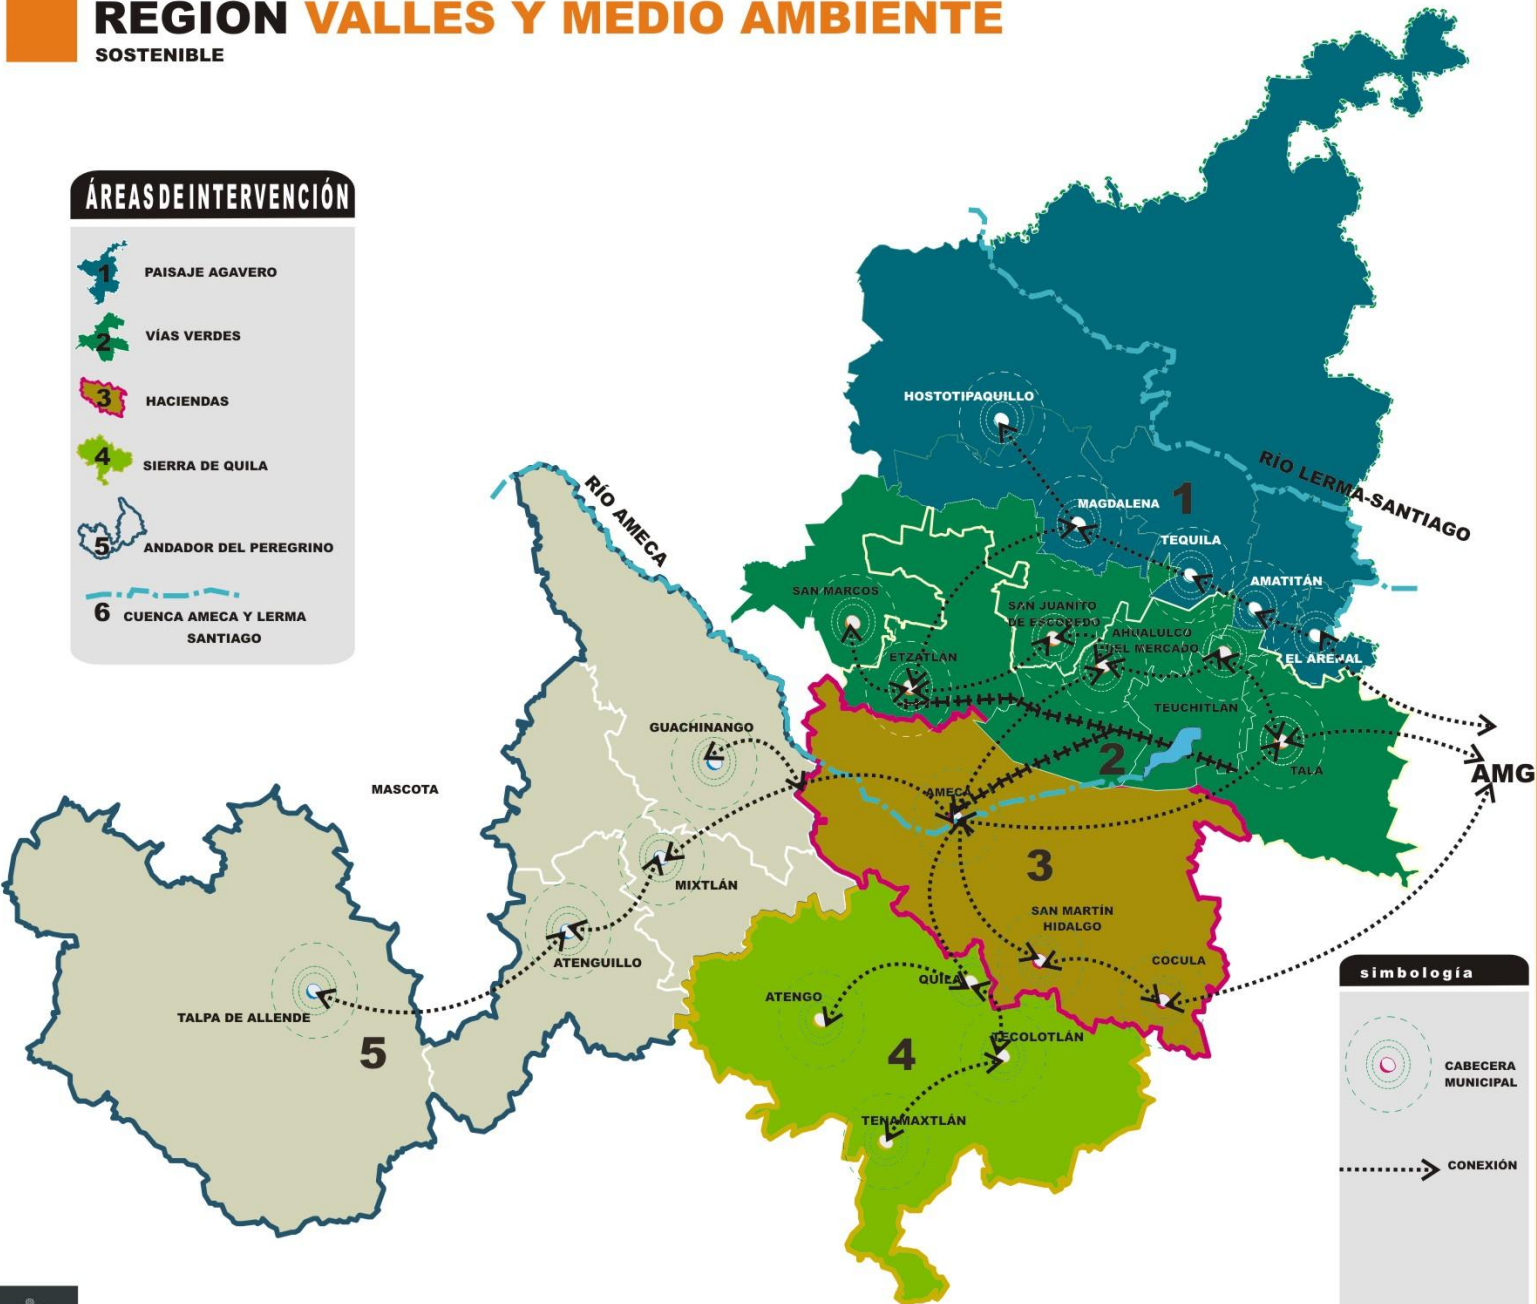 REGION VALLES Y MEDIO AMBIENTE
SOSTENIBLE
ÁREAS DE INTERVENCIÓN
1 PAISAJE AGAVERO
2 VÍAS VERDES
3 HACIENDAS
4 SIERRA DE QUILA
5 ANDADOR DEL PEREGRINO
6 CUENCA AMECA Y LERMA
SANTIAGO
HOSTOTIPAQUILLO
RÍO LERMA-SANTIAGO
1
MAGDALENA
TEQUILA
AMATITÁN
EL ARENAL
RÍO AMECA
SAN MARCOS
SAN JUANITO
DE ESCOBEDO
AHUALULCO
DEL MERCADO
ETZATLÁN
TEUCHITLÁN
2
TALA
AMG
GUACHINANGO
MASCOTA
AMECA
3
MIXTLÁN
SAN MARTÍN
HIDALGO
ATENGUILLO
COCULA
QUILA
ATENGO
TALPA DE ALLENDE
5
4
TECOLOTLÁN
TENAMAXTLÁN
simbología
CABECERA
MUNICIPAL
CONEXIÓN